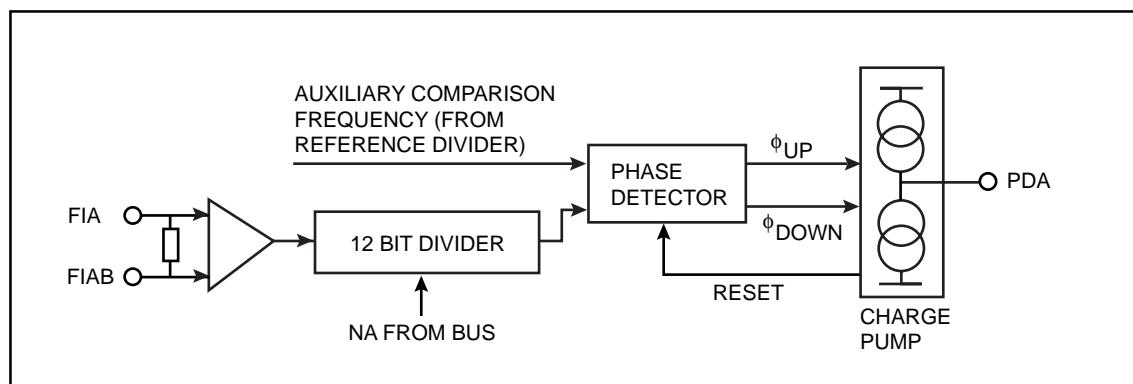 AUXILIARY COMPARISON
FREQUENCY (FROM
REFERENCE DIVIDER)
ϕUP
PHASE
DETECTOR
PDA
FIA
12 BIT DIVIDER
ϕDOWN
FIAB
RESET
NA FROM BUS
CHARGE
PUMP